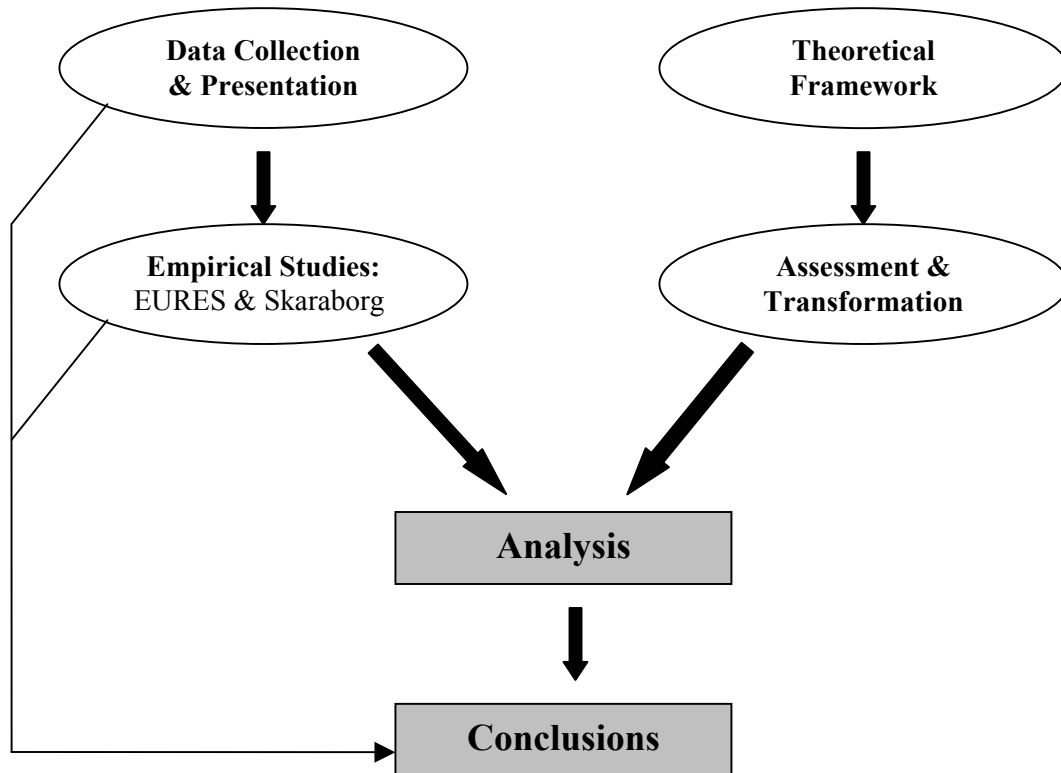 Data Collection
& Presentation
Theoretical
Framework
Empirical Studies:
EURES & Skaraborg
Assessment &
Transformation
Analysis
Conclusions